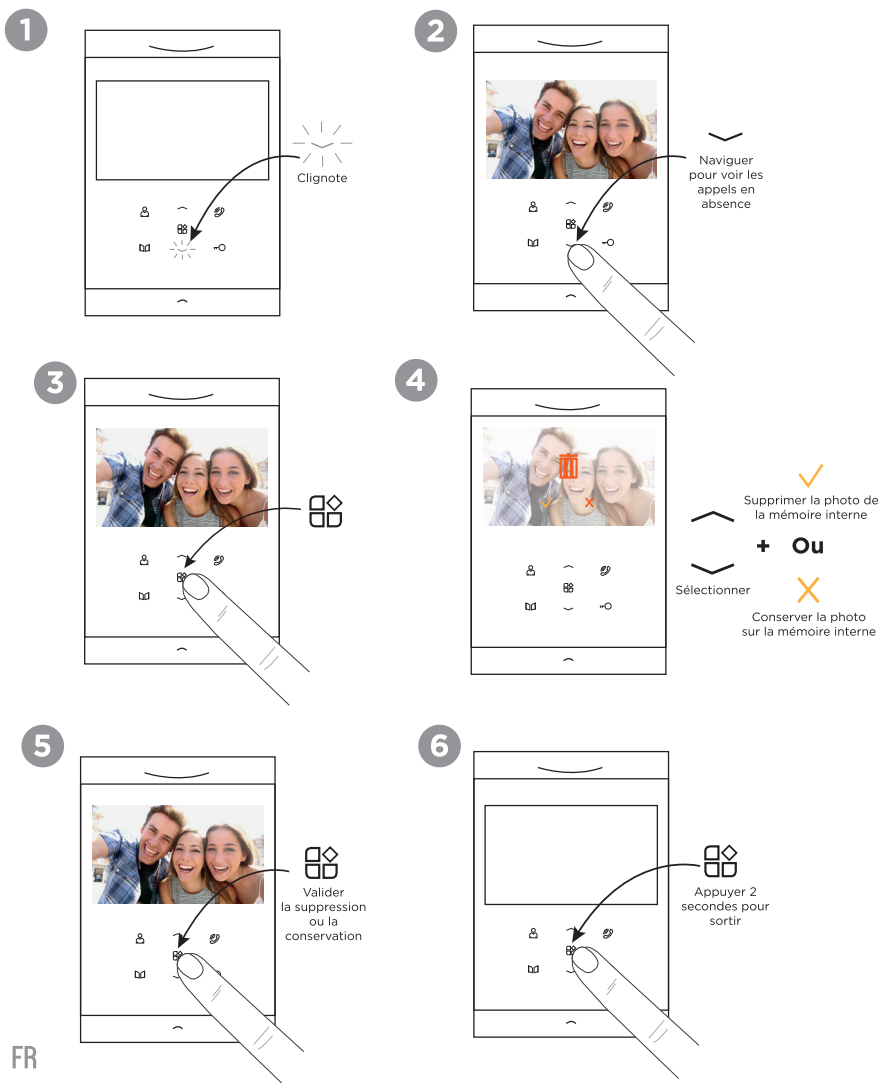 1
Clignote
2
Naviguer
pour voir les
appels en
absence
3
4
Supprimer la photo de
la mémoire interne
+ Ou
Sélectionner
Conserver la photo
sur la mémoire interne
5
Valider
la suppression
ou la
conservation
6
Appuyer 2
secondes pour
sortir
FR